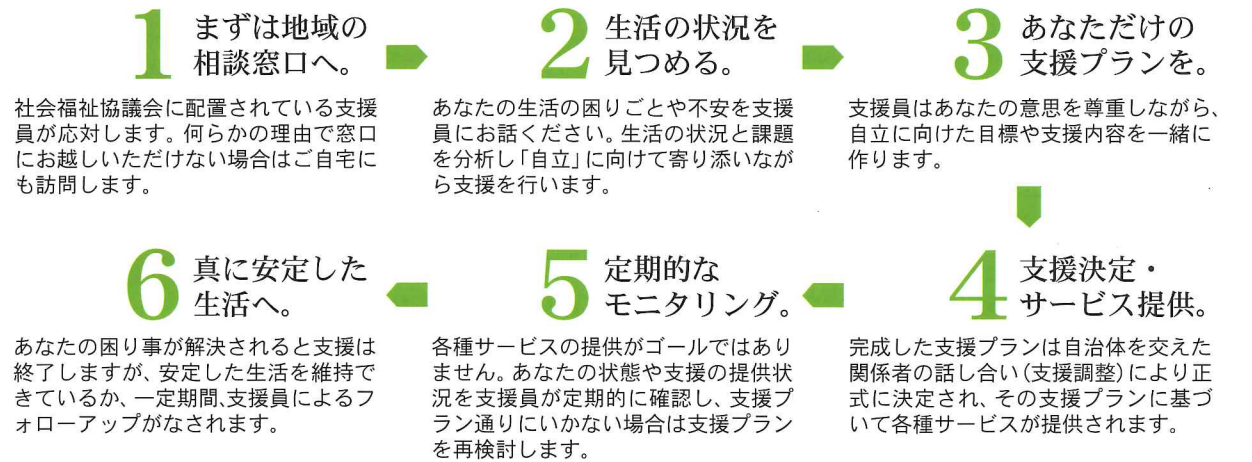 1 まずは地域の
相談窓口へ。
社会福祉協議会に配置されている支援
員が応対します。何らかの理由で窓口
にお越しいただけない場合はご自宅に
も訪問します。
2 生活の状況を
見つめる。
あなたの生活の困りごとや不安を支援
員にお話ください。生活の状況と課題
を分析し「自立」に向けて寄り添いなが
ら支援を行います。
3 あなただけの
支援プランを。
支援員はあなたの意思を尊重しながら、
自立に向けた目標や支援内容を一緒に
作ります。
4 支援決定・
サービス提供。
完成した支援プランは自治体を交えた
関係者の話し合い(支援調整)により正
式に決定され、その支援プランに基づ
いて各種サービスが提供されます。
5 定期的な
モニタリング。
各種サービスの提供がゴールではあり
ません。あなたの状態や支援の提供状
況を支援員が定期的に確認し、支援プ
ラン通りにいかない場合は支援プラン
を再検討します。
6 真に安定した
生活へ。
あなたの困り事が解決されると支援は
終了しますが、安定した生活を維持で
きているか、一定期間、支援員によるフ
ォローアップがなされます。